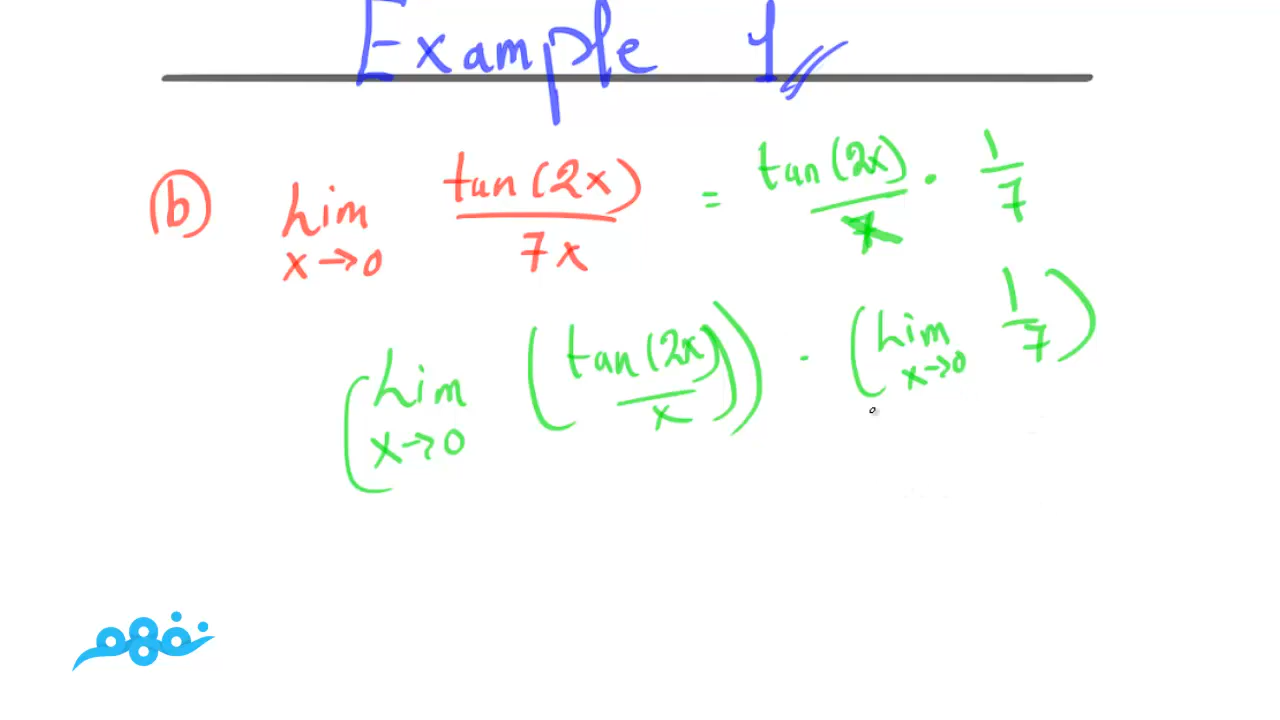 Example 1
(b) lim x→0 tan(2x)/7x = tan(2x)/x · 1/7
(lim x→0 (tan(2x)/x)) · (lim x→0 1/7)
نفهم